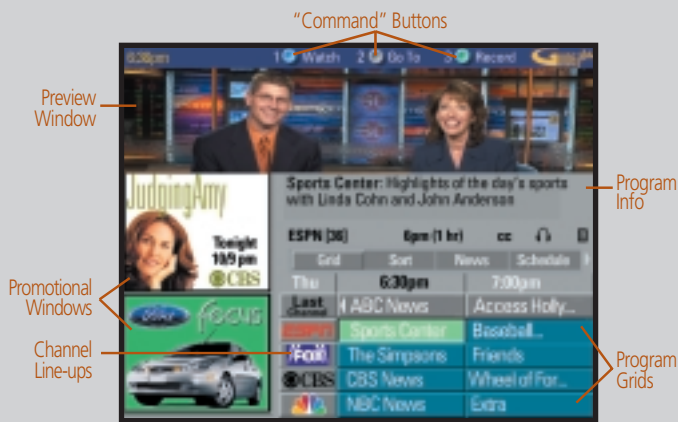 "Command" Buttons
6:30pm 1 Watch 2 Go To 3 Record
Preview
Window
Judging Amy
Tonight
10/9 pm
CBS
Sports Center: Highlights of the day's sports
with Linda Cohn and John Anderson
Program
Info
ESPN [36] 6pm (1 hr) cc
Grid Sort News Schedule
Thu 6:30pm 7:00pm
Promotional
Windows
Ford Focus
Last
Channel
ABC News Access Holly...
ESPN Sports Center Baseball...
Channel
Line-ups
FOX The Simpsons Friends
Program
Grids
CBS CBS News Wheel of For...
NBC News Extra